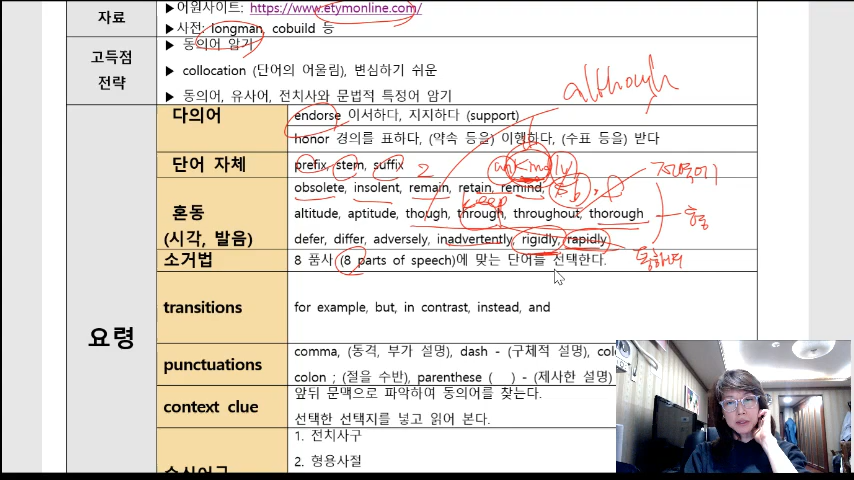 자료
▶어원사이트: https://www.etymonline.com/
▶사전: longman, cobuild 등
고득점
전략
▶ 동의어 암기
▶ collocation (단어의 어울림), 변심하기 쉬운
▶ 동의어, 유사어, 전치사와 문법적 특정어 암기
although
요령
다의어
endorse 이서하다, 지지하다 (support)
honor 경의를 표하다, (약속 등을) 이행하다, (수표 등을) 받다
단어 자체
prefix, stem, suffix
2
혼동
(시각, 발음)
obsolete, insolent, remain, retain, remind,
keep
altitude, aptitude, though, through, throughout, thorough
defer, differ, adversely, inadvertently, rigidly, rapidly
소거법
8 품사 (8 parts of speech)에 맞는 단어들 선택한다.
transitions
for example, but, in contrast, instead, and
punctuations
comma, (동격, 부가 설명), dash - (구체적 설명),
colon ; (절을 수반), parenthese ( ) - (제사한 설명)
context clue
앞뒤 문맥으로 파악하여 동의어를 찾는다.
선택한 선택지를 넣고 읽어 본다.
1. 전치사구
2. 형용사절